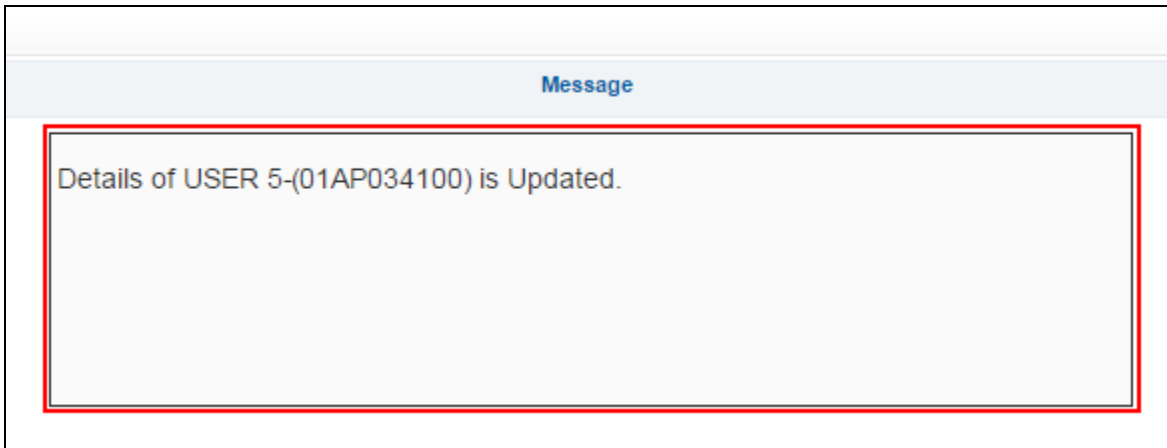 Message
Details of USER 5-(01AP034100) is Updated.